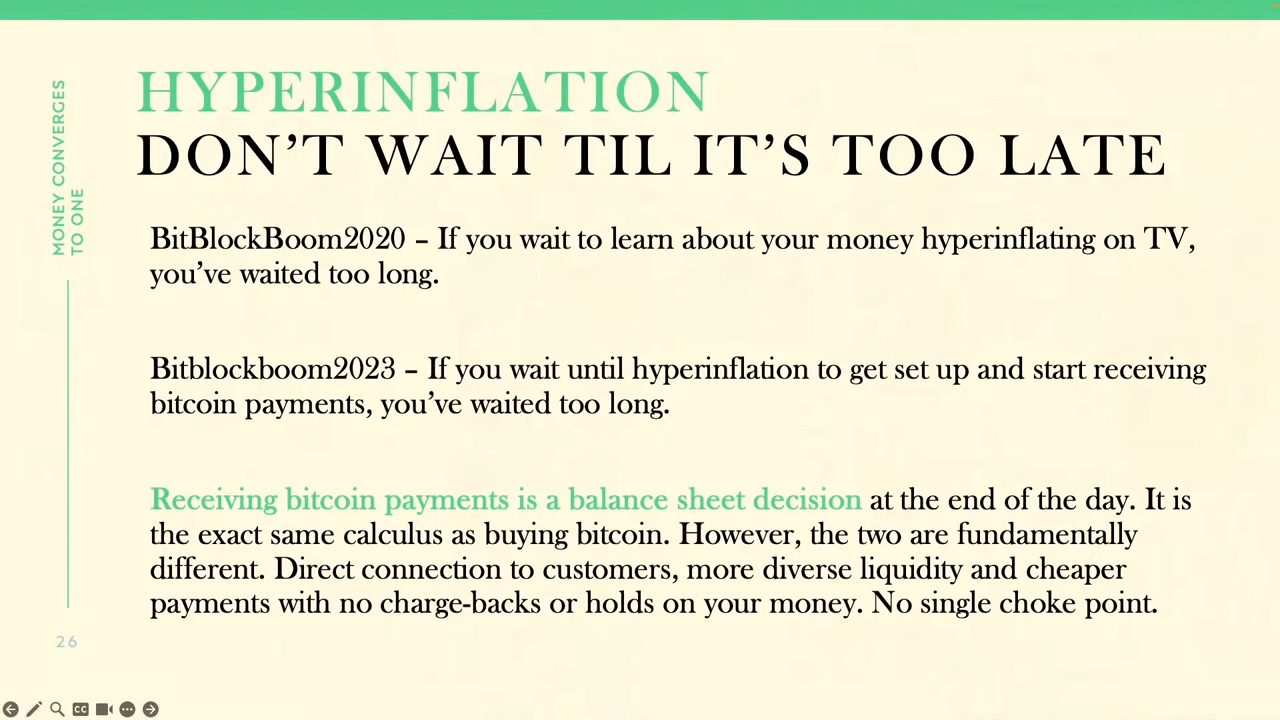 MONEY CONVERGES
TO ONE
HYPERINFLATION
DON’T WAIT TIL IT’S TOO LATE
BitBlockBoom2020 – If you wait to learn about your money hyperinflating on TV,
you’ve waited too long.
Bitblockboom2023 – If you wait until hyperinflation to get set up and start receiving
bitcoin payments, you’ve waited too long.
Receiving bitcoin payments is a balance sheet decision at the end of the day. It is
the exact same calculus as buying bitcoin. However, the two are fundamentally
different. Direct connection to customers, more diverse liquidity and cheaper
payments with no charge-backs or holds on your money. No single choke point.
26
CC